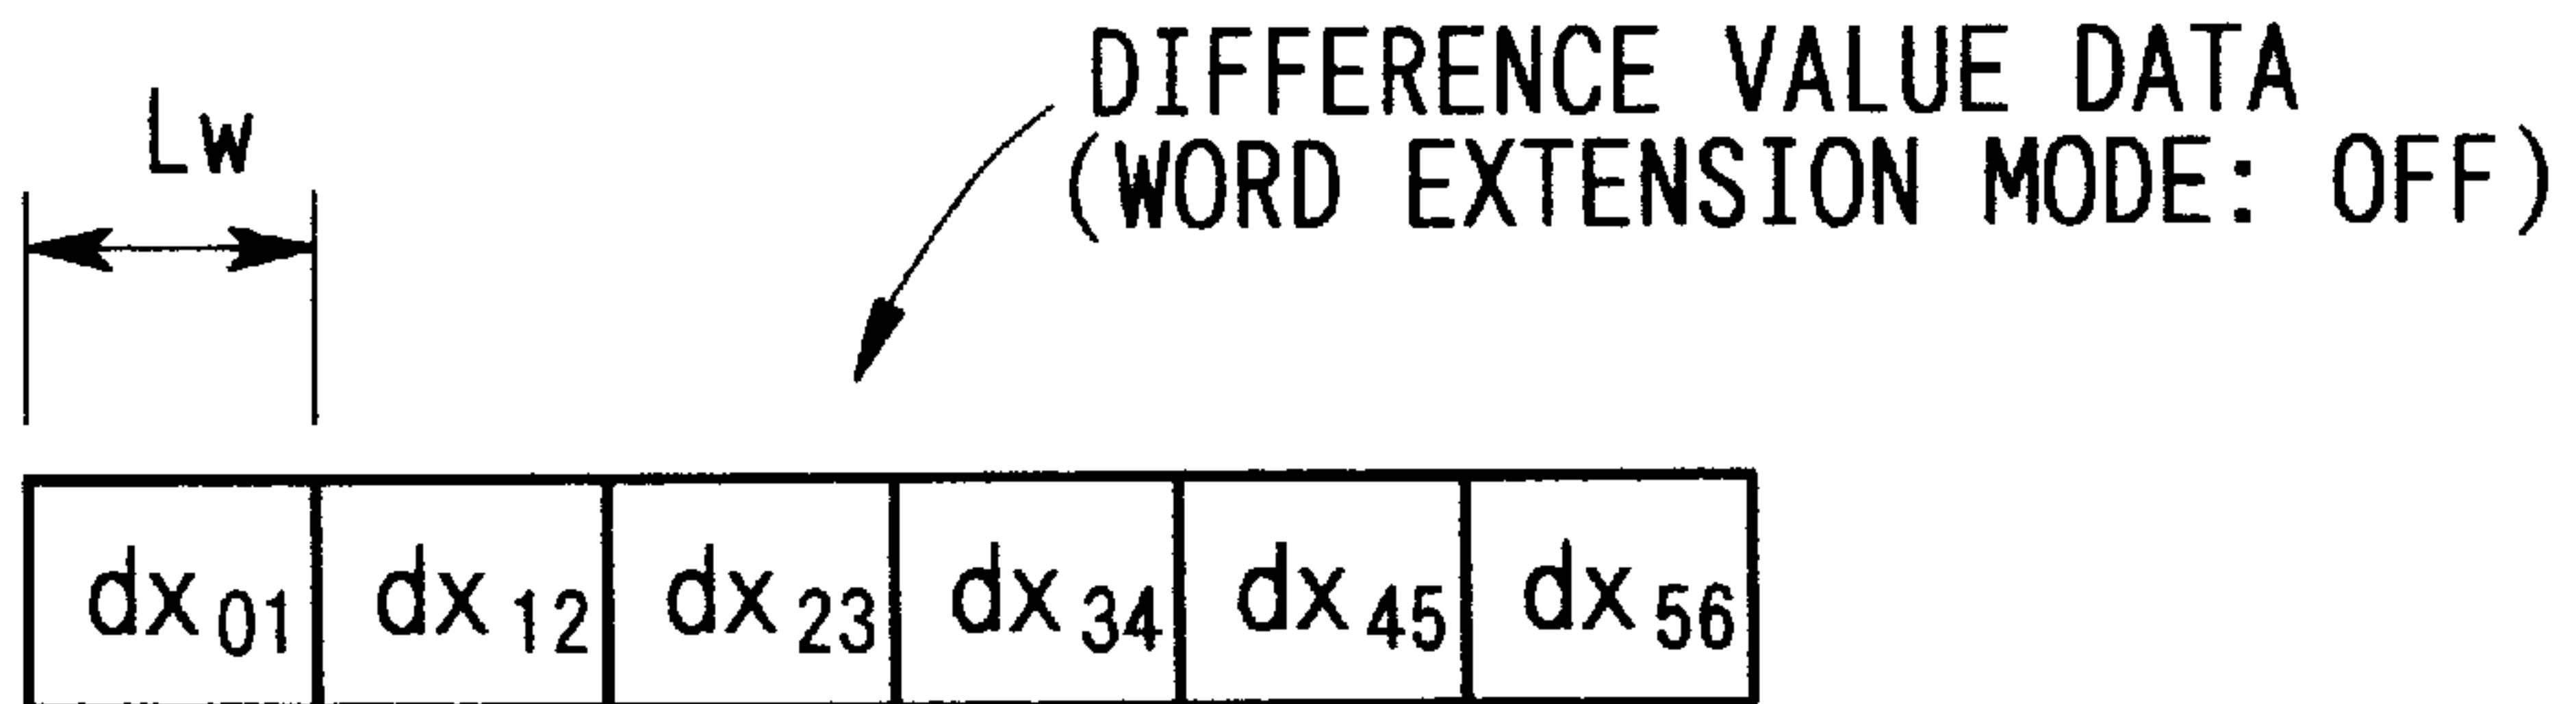 DIFFERENCE VALUE DATA
(WORD EXTENSION MODE: OFF)
Lw
dx01 dx12 dx23 dx34 dx45 dx56